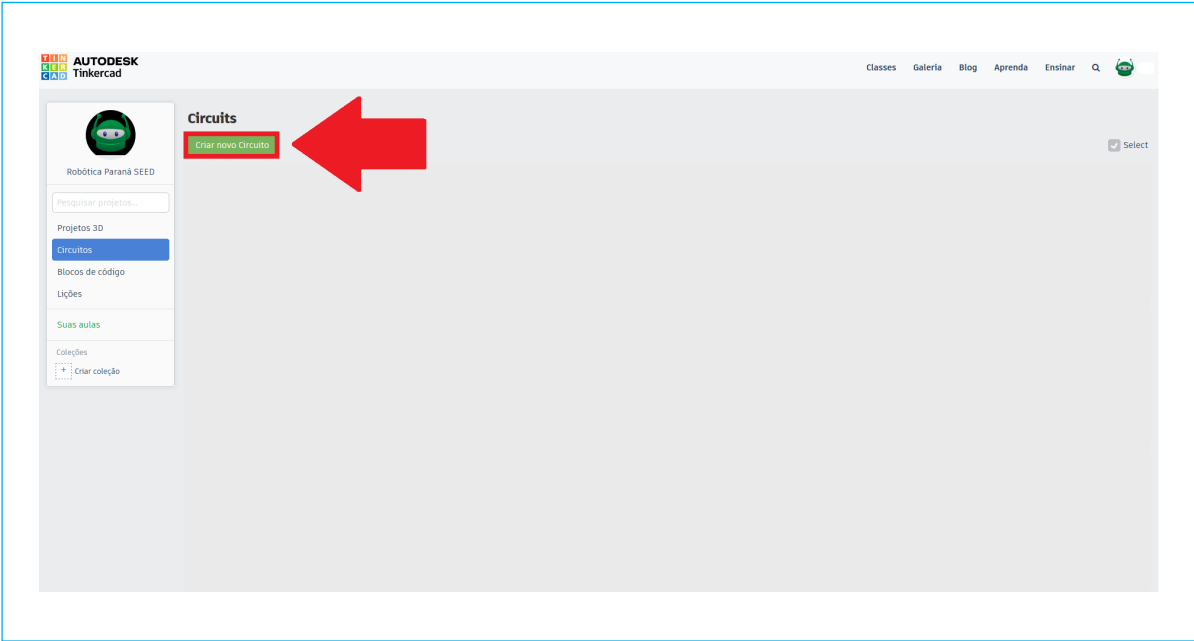 TIN
KER
CAD
AUTODESK
Tinkercad
Classes Galeria Blog Aprenda Ensinar
Robótica Paraná SEED
Pesquisar projetos...
Projetos 3D
Circuitos
Blocos de código
Lições
Suas aulas
Coleções
+ Criar coleção
Circuits
Criar novo Circuito
Select